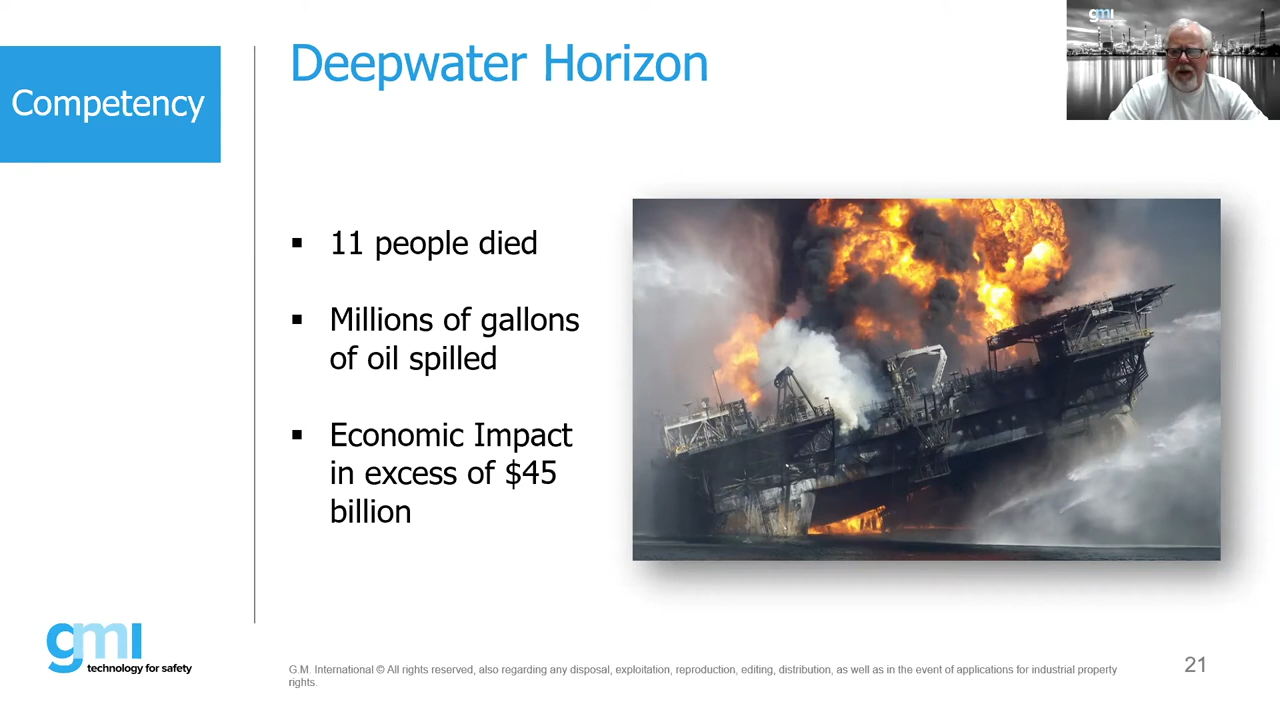 Deepwater Horizon
Competency
gmi
▪ 11 people died
▪ Millions of gallons
of oil spilled
▪ Economic Impact
in excess of $45
billion
gmi
technology for safety
G.M. International © All rights reserved, also regarding any disposal, exploitation, reproduction, editing, distribution, as well as in the event of applications for industrial property
rights.
21